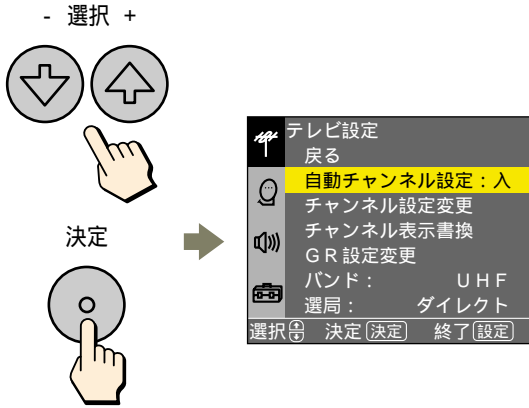 - 選択 +
決定
テレビ設定
戻る
自動チャンネル設定：入
チャンネル設定変更
チャンネル表示書換
ＧＲ設定変更
バンド： ＵＨＦ
選局： ダイレクト
選択 決定 決定 終了 設定